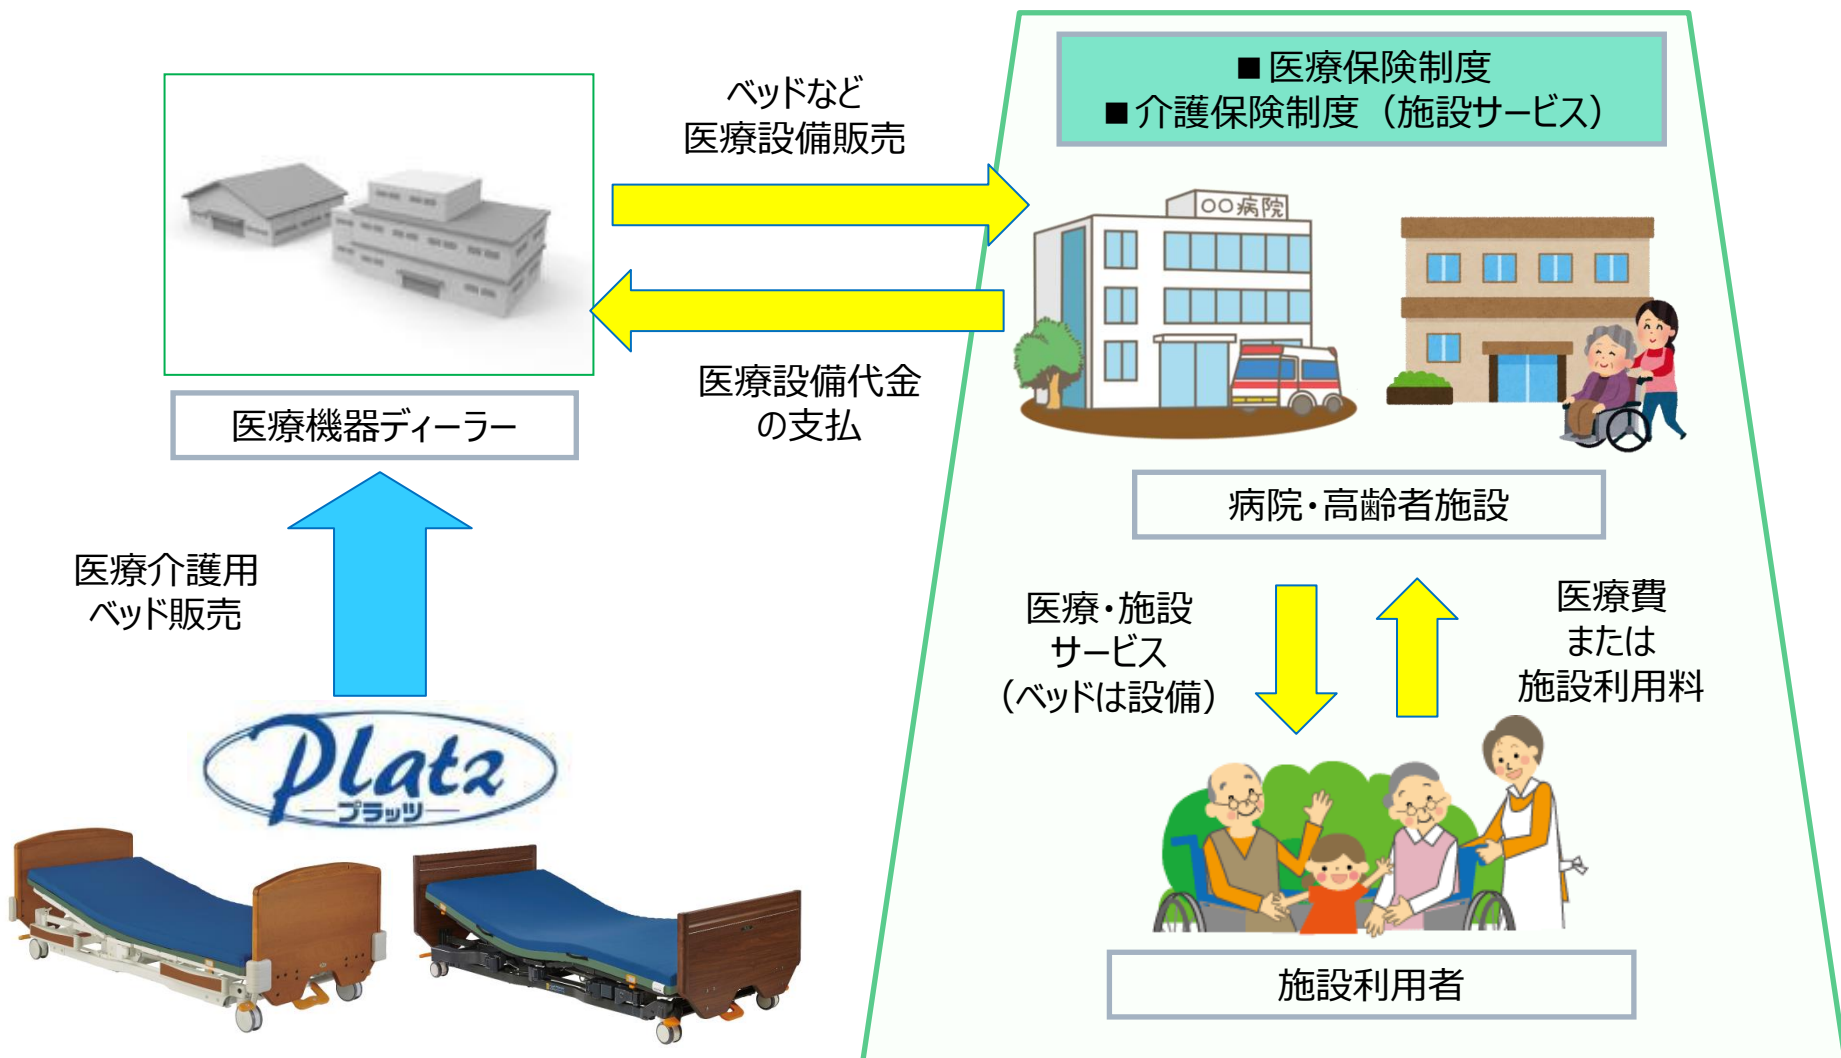 ■医療保険制度
■介護保険制度（施設サービス）
ベッドなど
医療設備販売
〇〇病院
医療設備代金
の支払
医療機器ディーラー
病院・高齢者施設
医療介護用
ベッド販売
医療・施設
サービス
（ベッドは設備）
医療費
または
施設利用料
Platz
プラッツ
施設利用者